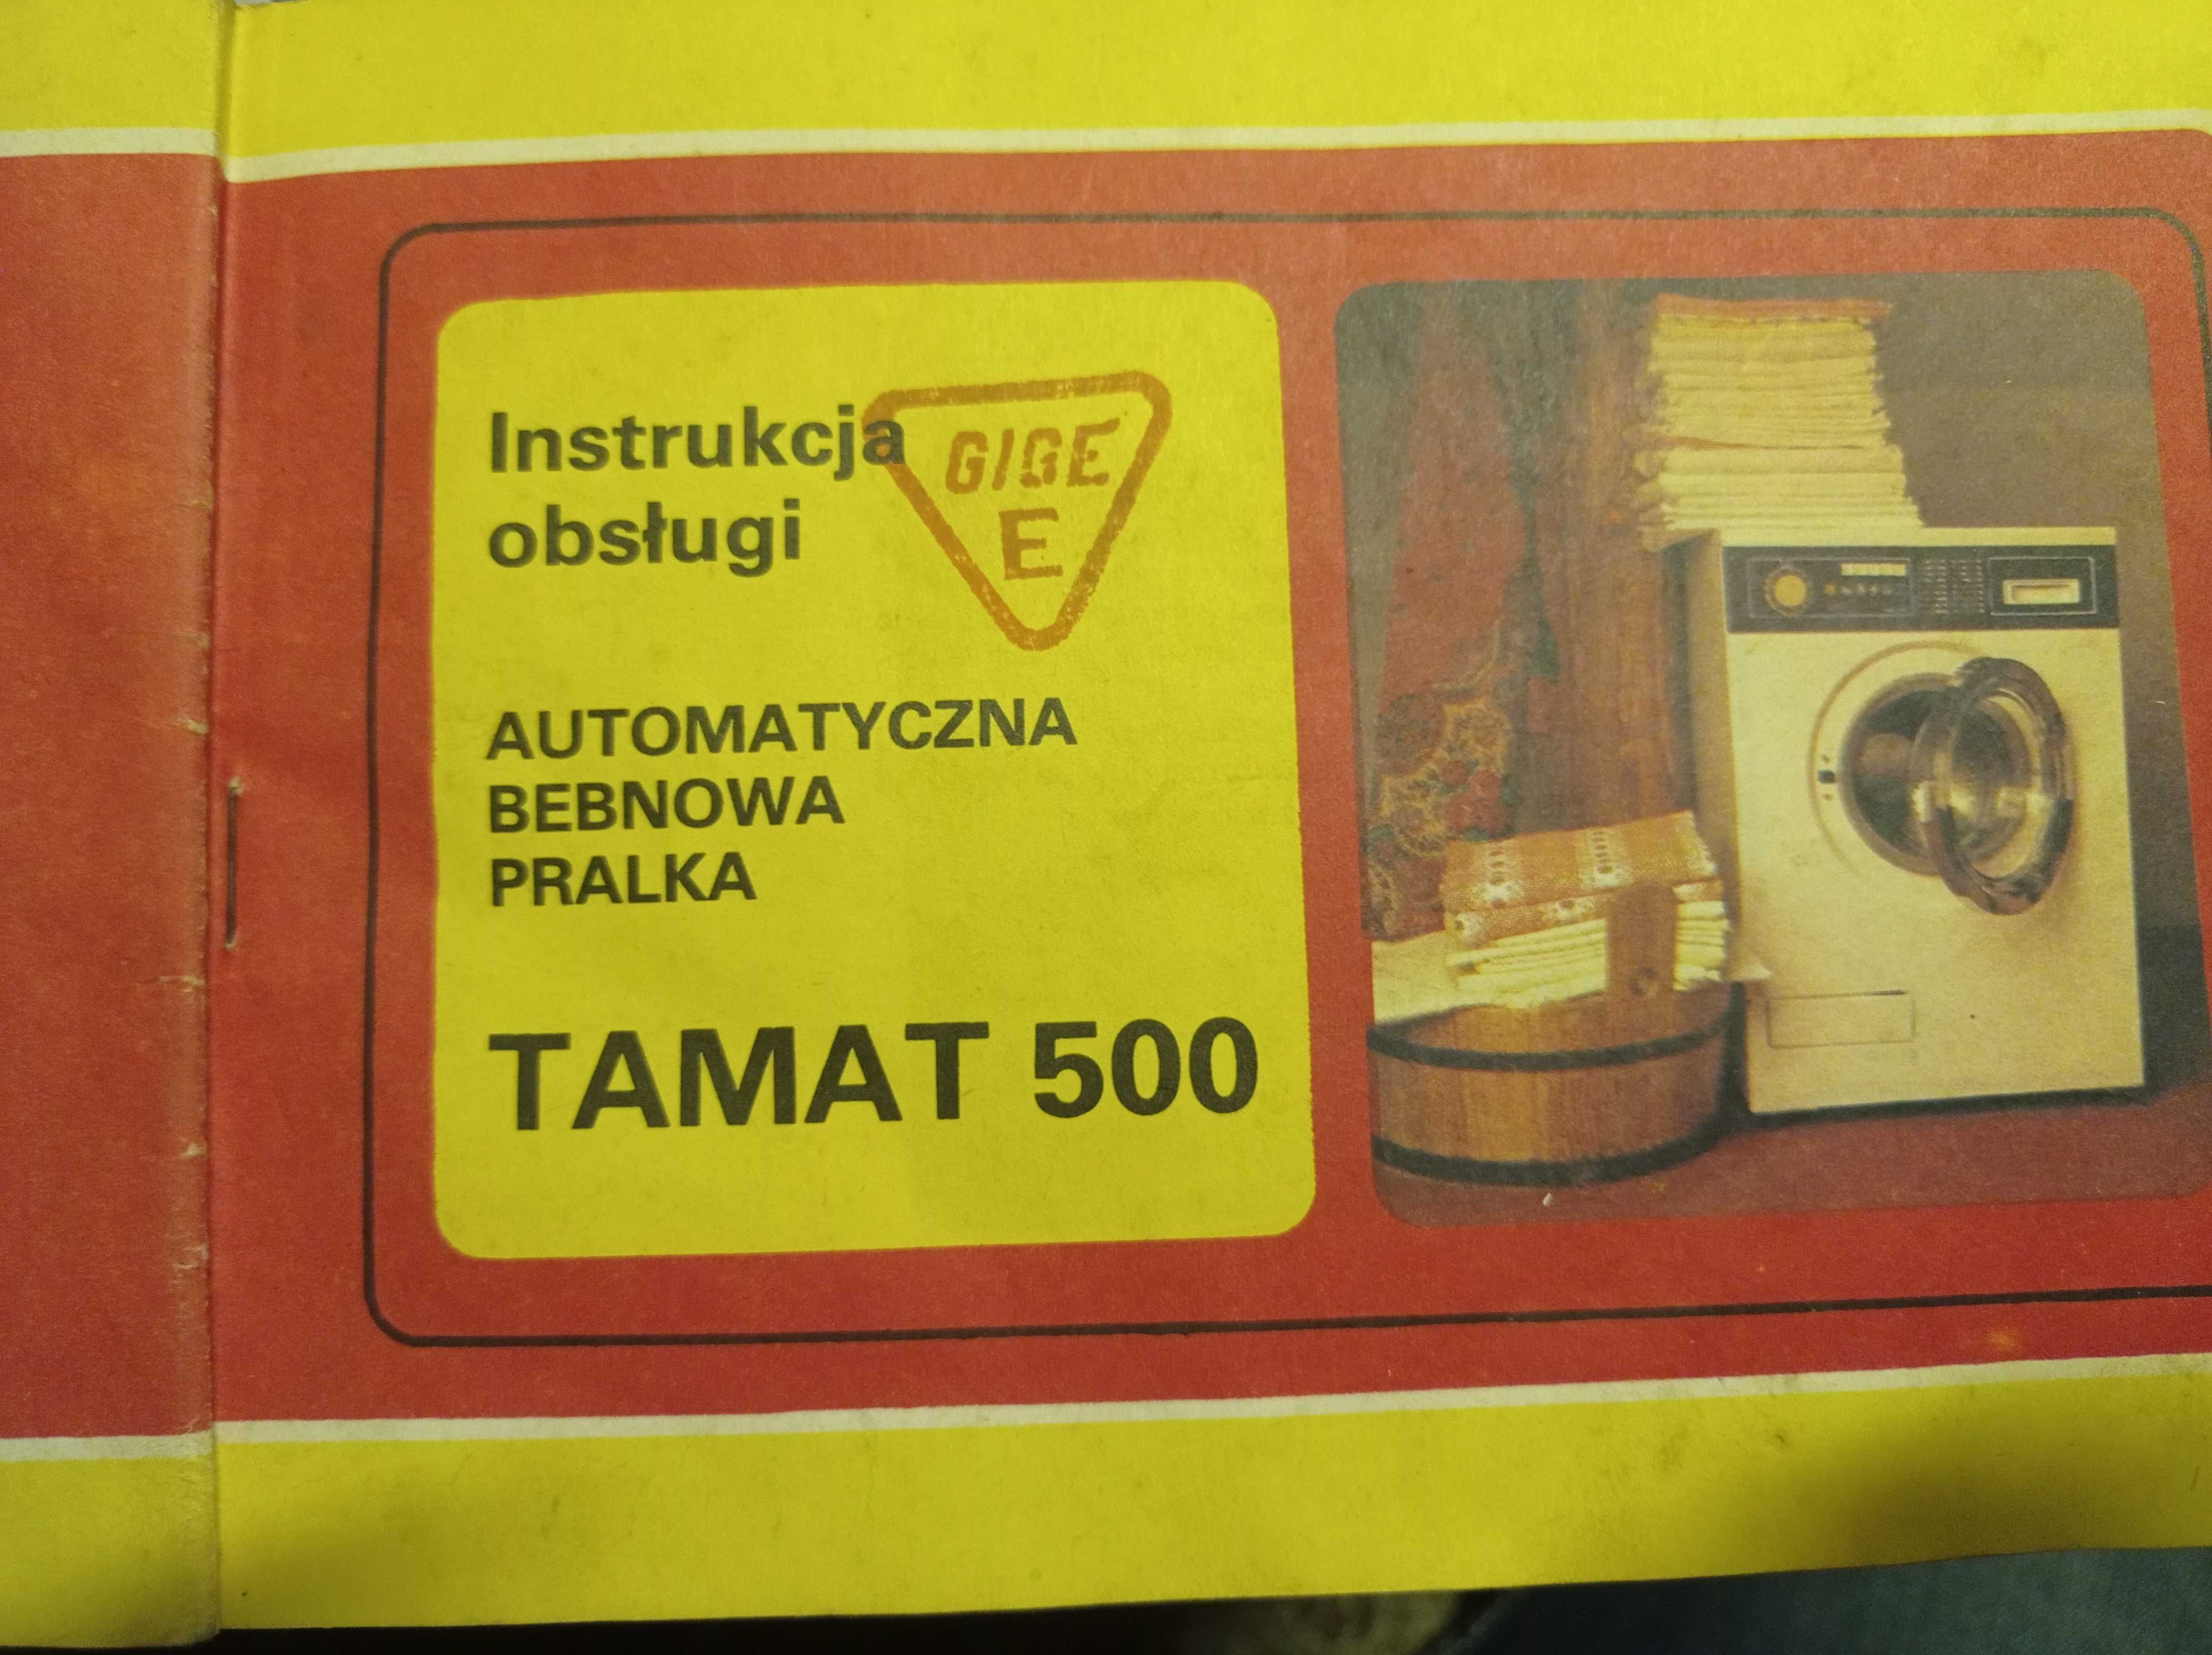 Instrukcja
obsługi
GIGE
E
AUTOMATYCZNA
BEBNOWA
PRALKA
TAMAT 500